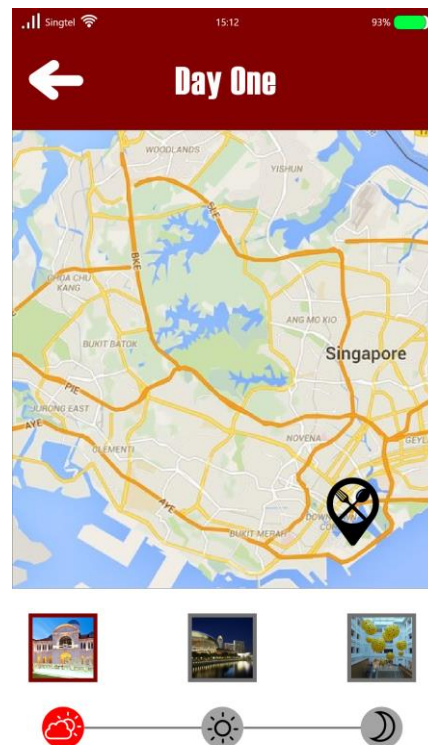 Singtel 15:12 93%
Day One
WOODLANDS
YISHUN
BKE
SLE
CHOA CHU
KANG
ANG MO KIO
BUKIT BATOK
Singapore
PIE
JURONG EAST
AYE
NOVENA
GEYL
CLEMENTI
AYE
BUKIT MERAH